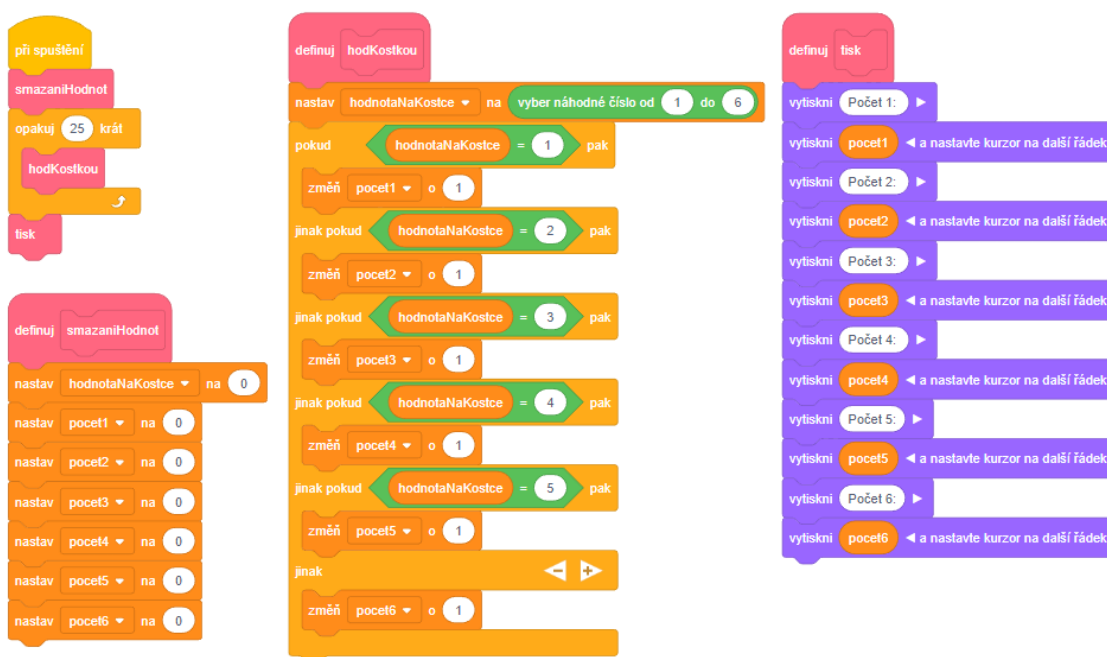 při spuštění
smazaniHodnot
opakuj 25 krát
hodKostkou
tisk
definuj smazaniHodnot
nastav hodnotaNaKostce na 0
nastav pocet1 na 0
nastav pocet2 na 0
nastav pocet3 na 0
nastav pocet4 na 0
nastav pocet5 na 0
nastav pocet6 na 0
definuj hodKostkou
nastav hodnotaNaKostce na vyber náhodné číslo od 1 do 6
pokud hodnotaNaKostce = 1 pak
změň pocet1 o 1
jinak pokud hodnotaNaKostce = 2 pak
změň pocet2 o 1
jinak pokud hodnotaNaKostce = 3 pak
změň pocet3 o 1
jinak pokud hodnotaNaKostce = 4 pak
změň pocet4 o 1
jinak pokud hodnotaNaKostce = 5 pak
změň pocet5 o 1
jinak
změň pocet6 o 1
definuj tisk
vytiskni Počet 1:
vytiskni pocet1 a nastavte kurzor na další řádek
vytiskni Počet 2:
vytiskni pocet2 a nastavte kurzor na další řádek
vytiskni Počet 3:
vytiskni pocet3 a nastavte kurzor na další řádek
vytiskni Počet 4:
vytiskni pocet4 a nastavte kurzor na další řádek
vytiskni Počet 5:
vytiskni pocet5 a nastavte kurzor na další řádek
vytiskni Počet 6:
vytiskni pocet6 a nastavte kurzor na další řádek